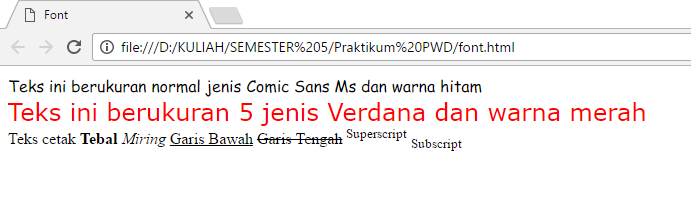 Font
file:///D:/KULIAH/SEMESTER%205/Praktikum%20PWD/font.html
Teks ini berukuran normal jenis Comic Sans Ms dan warna hitam
Teks ini berukuran 5 jenis Verdana dan warna merah
Teks cetak Tebal Miring Garis Bawah Garis Tengah Superscript Subscript